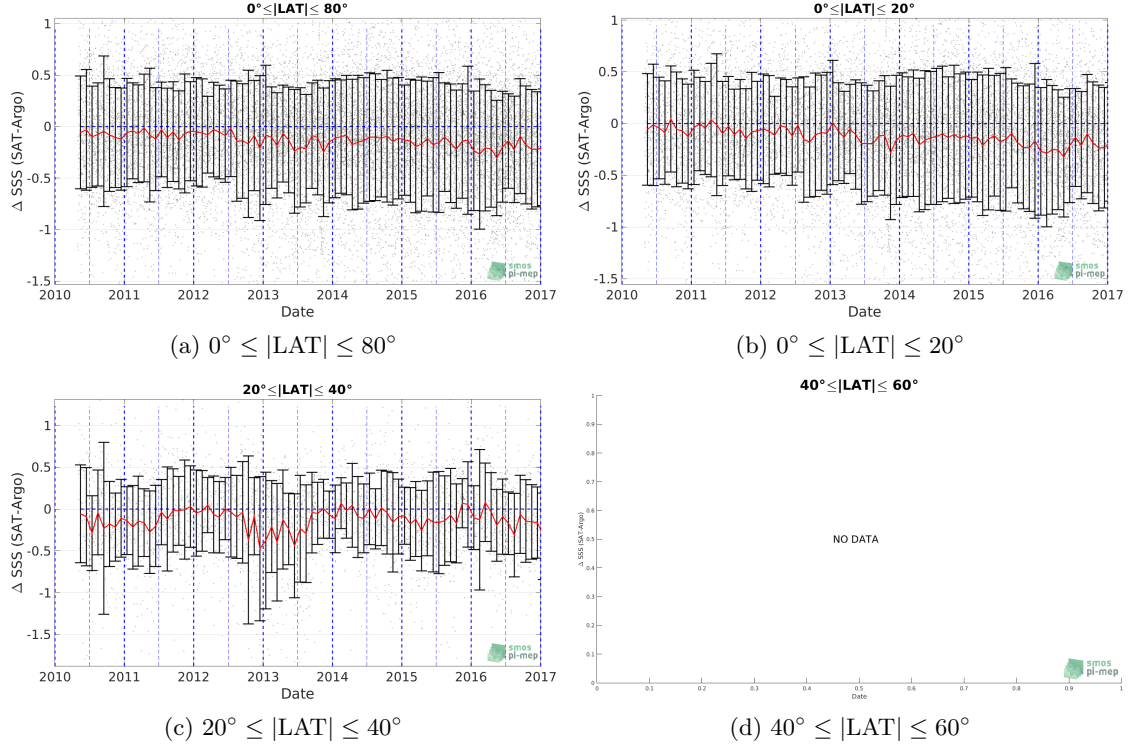 0°≤|LAT|≤ 80°
1
0.5
0
-0.5
-1
-1.5
Δ SSS (SAT-Argo)
2010 2011 2012 2013 2014 2015 2016 2017
Date
smos
pi-mep
(a) 0° ≤ |LAT| ≤ 80°
0°≤|LAT|≤ 20°
1
0.5
0
-0.5
-1
-1.5
Δ SSS (SAT-Argo)
2010 2011 2012 2013 2014 2015 2016 2017
Date
smos
pi-mep
(b) 0° ≤ |LAT| ≤ 20°
20°≤|LAT|≤ 40°
1
0.5
0
-0.5
-1
-1.5
Δ SSS (SAT-Argo)
2010 2011 2012 2013 2014 2015 2016 2017
Date
smos
pi-mep
(c) 20° ≤ |LAT| ≤ 40°
40°≤|LAT|≤ 60°
1
0.9
0.8
0.7
0.6
0.5
0.4
0.3
0.2
0.1
0
Δ SSS (SAT-Argo)
NO DATA
0 0.1 0.2 0.3 0.4 0.5 0.6 0.7 0.8 0.9 1
Date
smos
pi-mep
(d) 40° ≤ |LAT| ≤ 60°